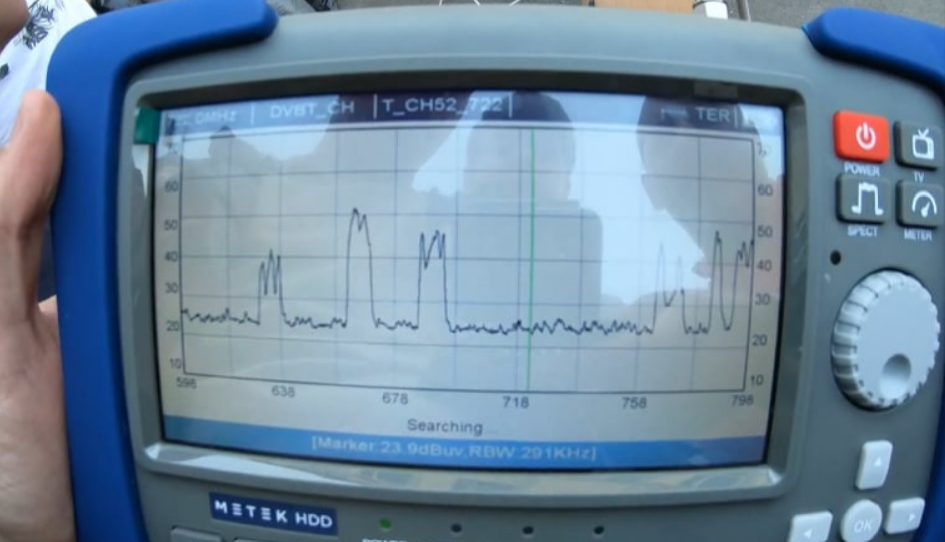 0MHz DVBT_CH T_CH52_722 TER
POWER TV
60 60
SPECT METER
50 50
40 40
30 30
20 20
10 10
598 638 678 718 758 798
Searching
[Marker:23.9dBuv,RBW:291KHz]
METEK HDD
OK